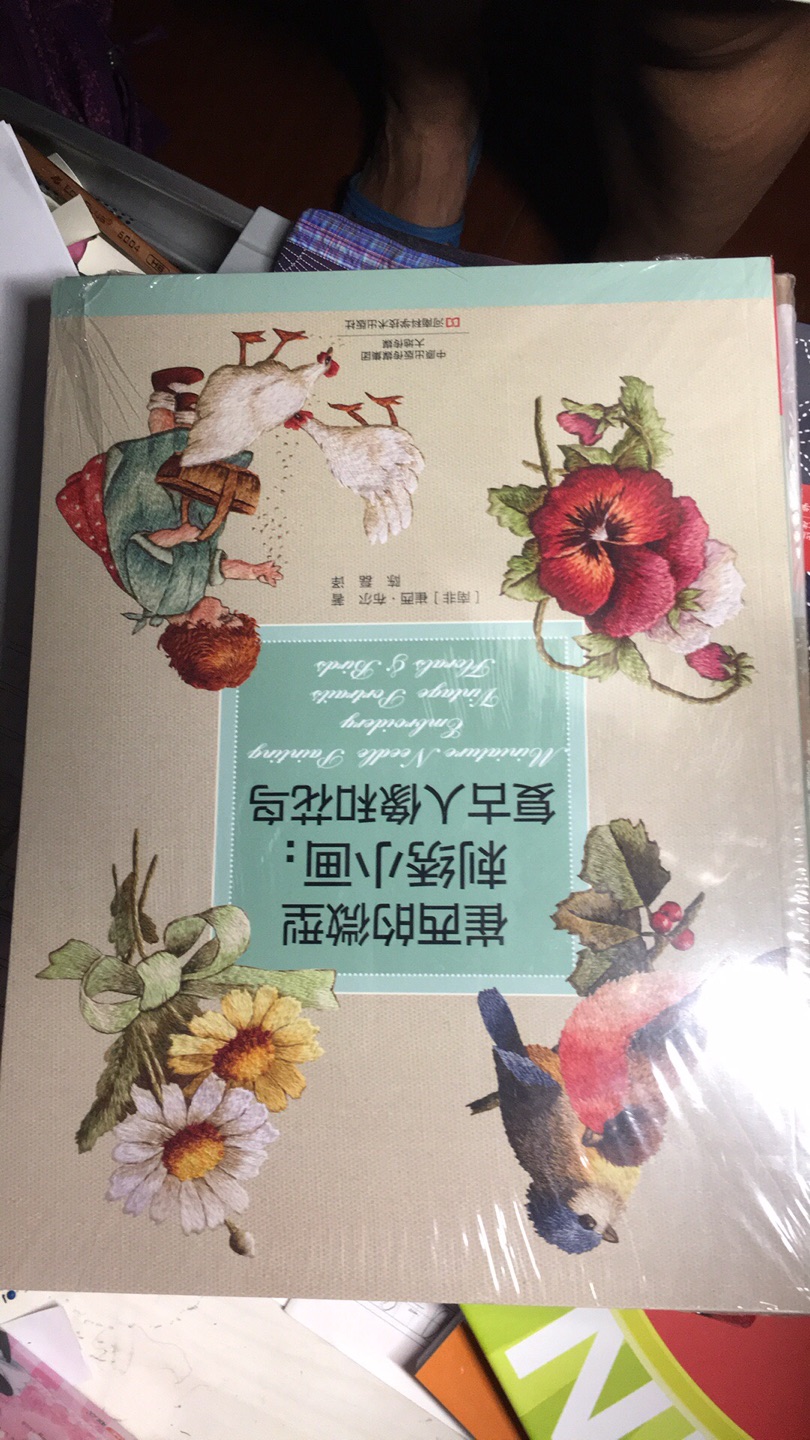 崔西的微型
刺绣小画：
复古人像和花鸟
Miniature Needle Painting
Embroidery
Vintage Portraits
Florals & Birds
［南非］崔西·布尔 著
陈 磊 译
中原出版传媒集团
大地传媒
河南科学技术出版社